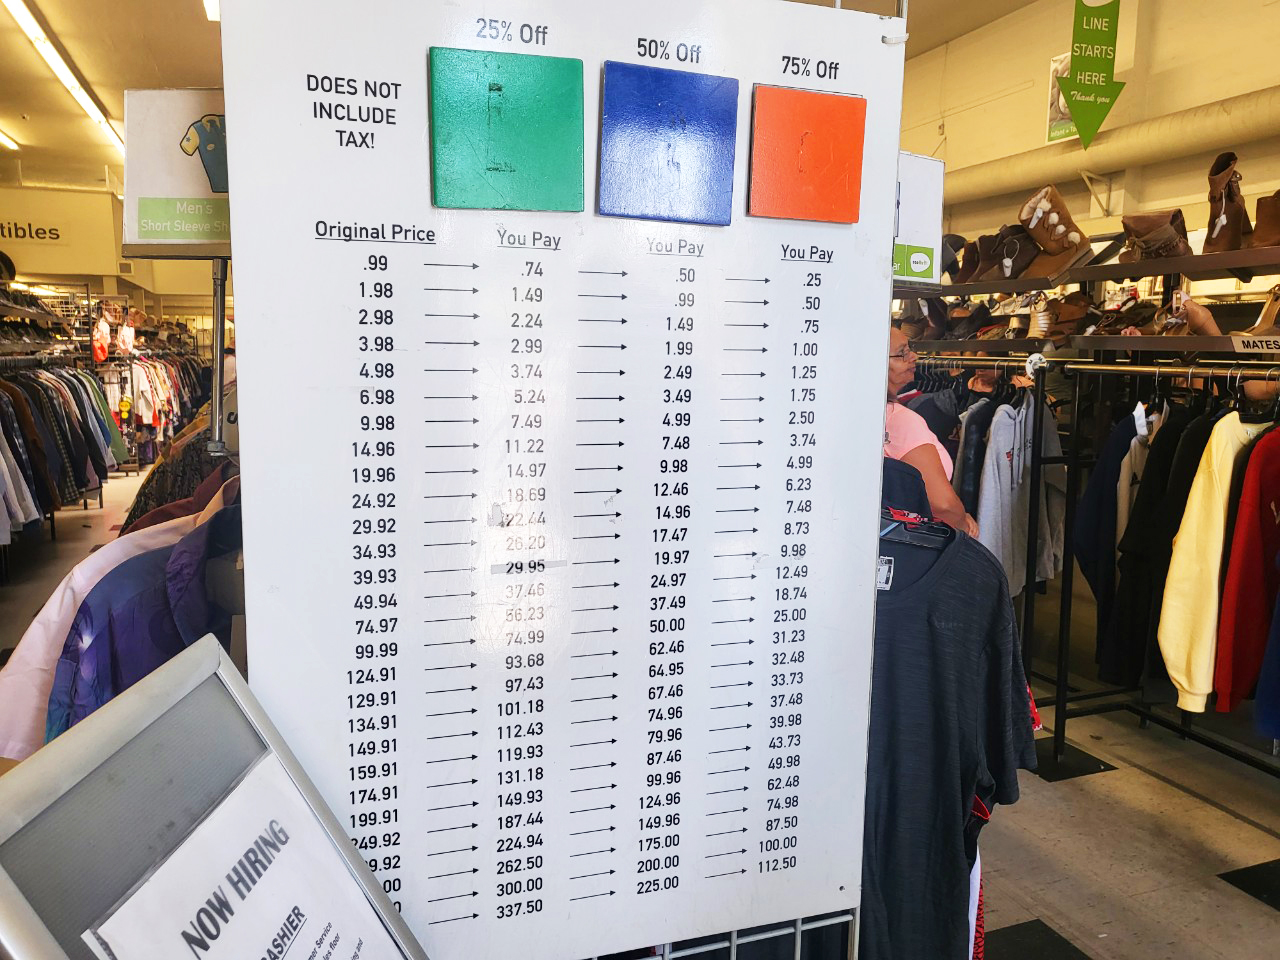 25% Off
50% Off
75% Off
DOES NOT
INCLUDE
TAX!
Original Price You Pay You Pay You Pay
.99 .74 .50 .25
1.98 1.49 .99 .50
2.98 2.24 1.49 .75
3.98 2.99 1.99 1.00
4.98 3.74 2.49 1.25
6.98 5.24 3.49 1.75
9.98 7.49 4.99 2.50
14.96 11.22 7.48 3.74
19.96 14.97 9.98 4.99
24.92 18.69 12.46 6.23
29.92 22.44 14.96 7.48
34.93 26.20 17.47 8.73
39.93 29.95 19.97 9.98
49.94 37.46 24.97 12.49
74.97 56.23 37.49 18.74
99.99 74.99 50.00 25.00
124.91 93.68 62.46 31.23
129.91 97.43 64.95 32.48
134.91 101.18 67.46 33.73
149.91 112.43 74.96 37.48
159.91 119.93 79.96 39.98
174.91 131.18 87.46 43.73
199.91 149.93 99.96 49.98
249.92 187.44 124.96 62.48
9.92 224.94 149.96 74.98
00 262.50 175.00 87.50
0 300.00 200.00 100.00
337.50 225.00 112.50
NOW HIRING
CASHIER
LINE
STARTS
HERE
Thank you
Men's
Short Sleeve Sh
tibles
MATES